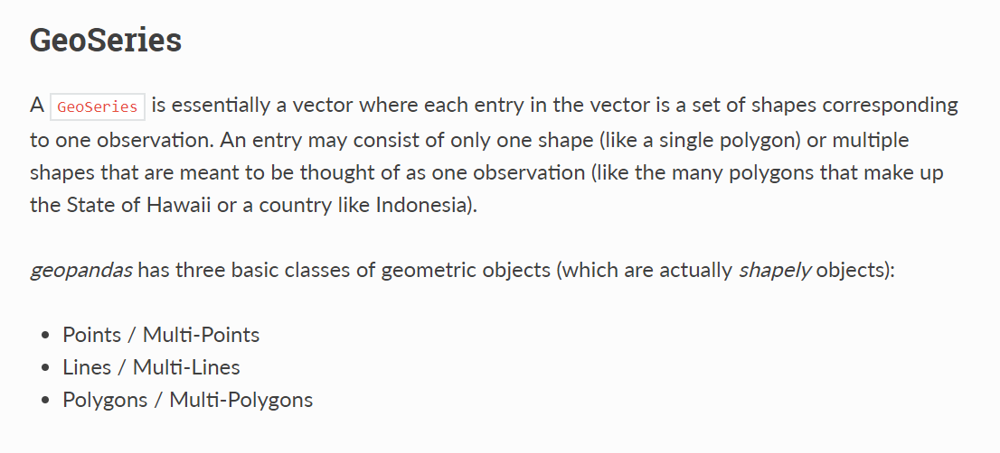 GeoSeries
A GeoSeries is essentially a vector where each entry in the vector is a set of shapes corresponding
to one observation. An entry may consist of only one shape (like a single polygon) or multiple
shapes that are meant to be thought of as one observation (like the many polygons that make up
the State of Hawaii or a country like Indonesia).
geopandas has three basic classes of geometric objects (which are actually shapely objects):
• Points / Multi-Points
• Lines / Multi-Lines
• Polygons / Multi-Polygons